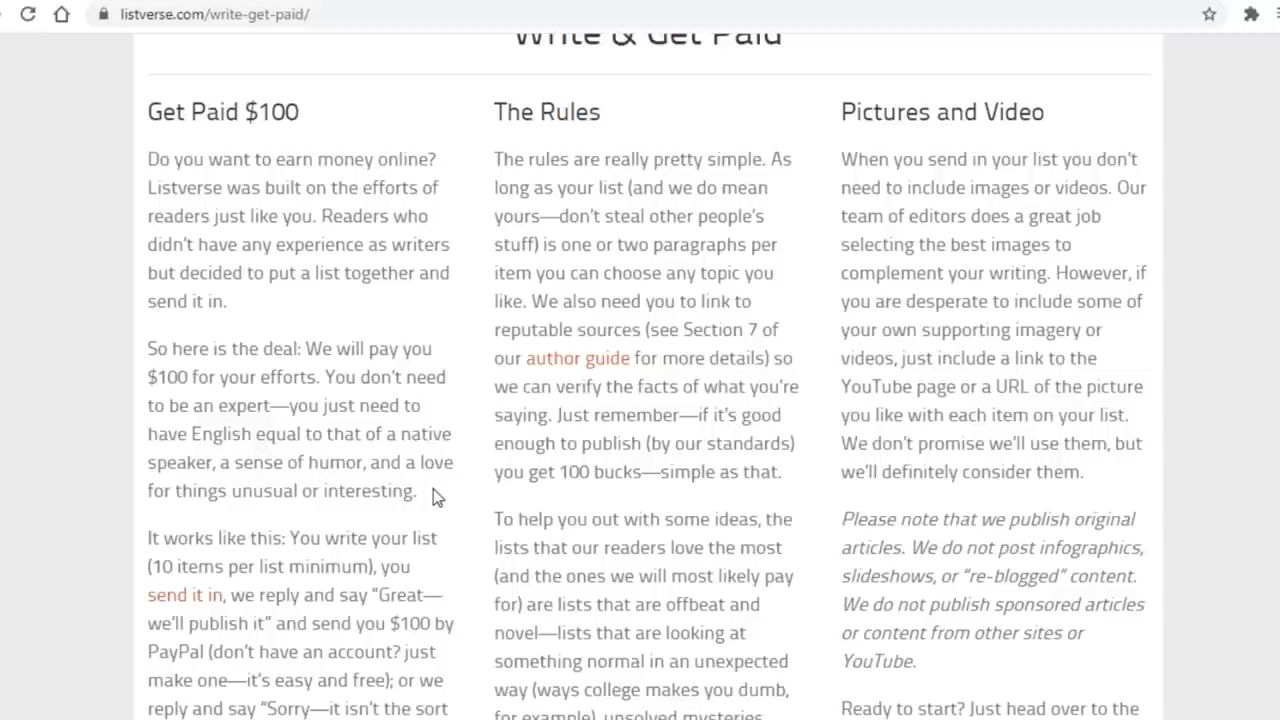 listverse.com/write-get-paid/
Write & Get Paid
Get Paid $100
Do you want to earn money online?
Listverse was built on the efforts of
readers just like you. Readers who
didn't have any experience as writers
but decided to put a list together and
send it in.
So here is the deal: We will pay you
$100 for your efforts. You don't need
to be an expert—you just need to
have English equal to that of a native
speaker, a sense of humor, and a love
for things unusual or interesting.
It works like this: You write your list
(10 items per list minimum), you
send it in, we reply and say “Great—
we'll publish it” and send you $100 by
PayPal (don't have an account? just
make one—it's easy and free); or we
reply and say “Sorry—it isn't the sort
The Rules
The rules are really pretty simple. As
long as your list (and we do mean
yours—don't steal other people's
stuff) is one or two paragraphs per
item you can choose any topic you
like. We also need you to link to
reputable sources (see Section 7 of
our author guide for more details) so
we can verify the facts of what you're
saying. Just remember—if it's good
enough to publish (by our standards)
you get 100 bucks—simple as that.
To help you out with some ideas, the
lists that our readers love the most
(and the ones we will most likely pay
for) are lists that are offbeat and
novel—lists that are looking at
something normal in an unexpected
way (ways college makes you dumb,
for example), unsolved mysteries,
Pictures and Video
When you send in your list you don't
need to include images or videos. Our
team of editors does a great job
selecting the best images to
complement your writing. However, if
you are desperate to include some of
your own supporting imagery or
videos, just include a link to the
YouTube page or a URL of the picture
you like with each item on your list.
We don't promise we'll use them, but
we'll definitely consider them.
Please note that we publish original
articles. We do not post infographics,
slideshows, or “re-blogged” content.
We do not publish sponsored articles
or content from other sites or
YouTube.
Ready to start? Just head over to the